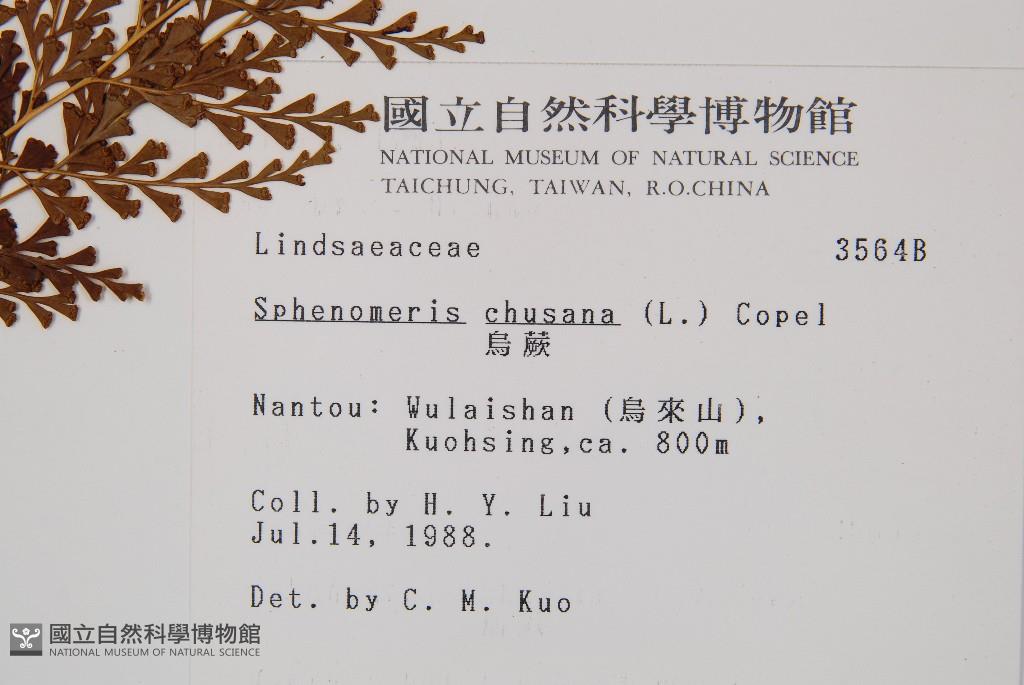 國立自然科學博物館
NATIONAL MUSEUM OF NATURAL SCIENCE
TAICHUNG, TAIWAN, R.O.CHINA
Lindsaeaceae 3564B
Sphenomeris chusana (L.) Copel
烏蕨
Nantou: Wulaishan (烏來山),
Kuohsing,ca. 800m
Coll. by H. Y. Liu
Jul.14, 1988.
Det. by C. M. Kuo
國立自然科學博物館
NATIONAL MUSEUM OF NATURAL SCIENCE